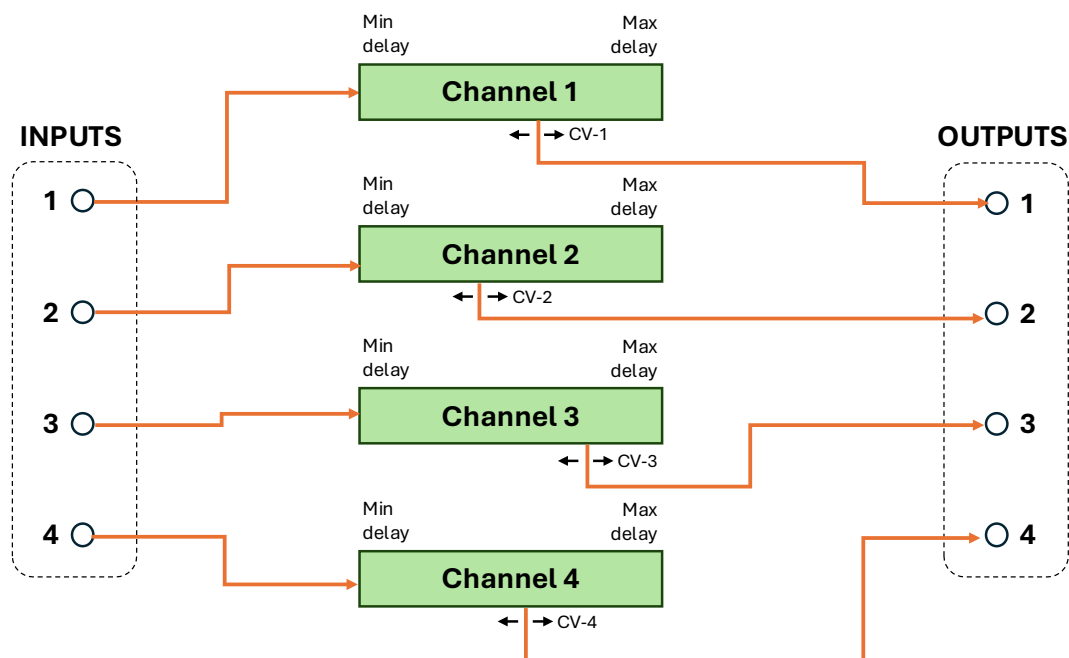 Min
delay
Max
delay
Channel 1
CV-1
INPUTS
OUTPUTS
1
1
Min
delay
Max
delay
Channel 2
CV-2
2
2
Min
delay
Max
delay
Channel 3
CV-3
3
3
Min
delay
Max
delay
Channel 4
CV-4
4
4